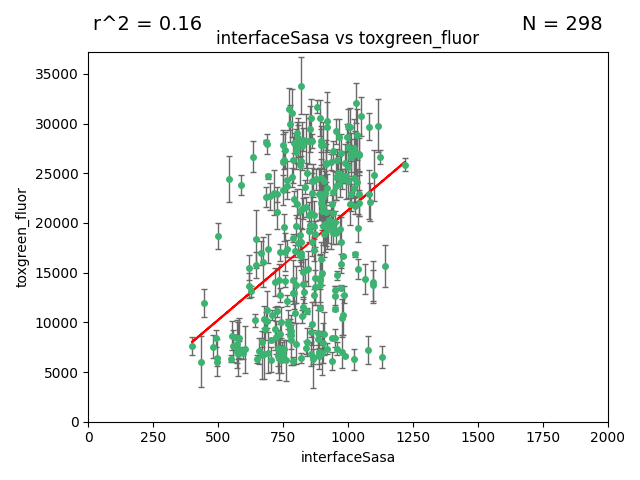 r^2 = 0.16
N = 298
interfaceSasa vs toxgreen_fluor
35000
30000
25000
20000
15000
10000
5000
0
toxgreen_fluor
0 250 500 750 1000 1250 1500 1750 2000
interfaceSasa